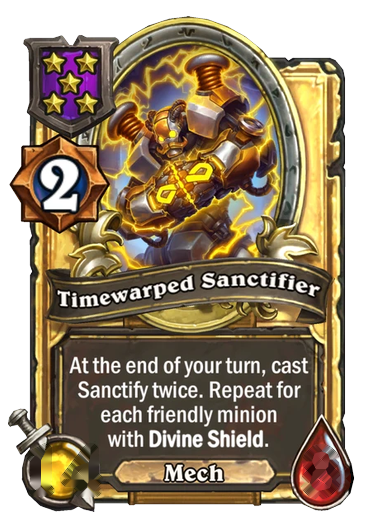 2
Timewarped Sanctifier
At the end of your turn, cast
Sanctify twice. Repeat for
each friendly minion
with Divine Shield.
Mech